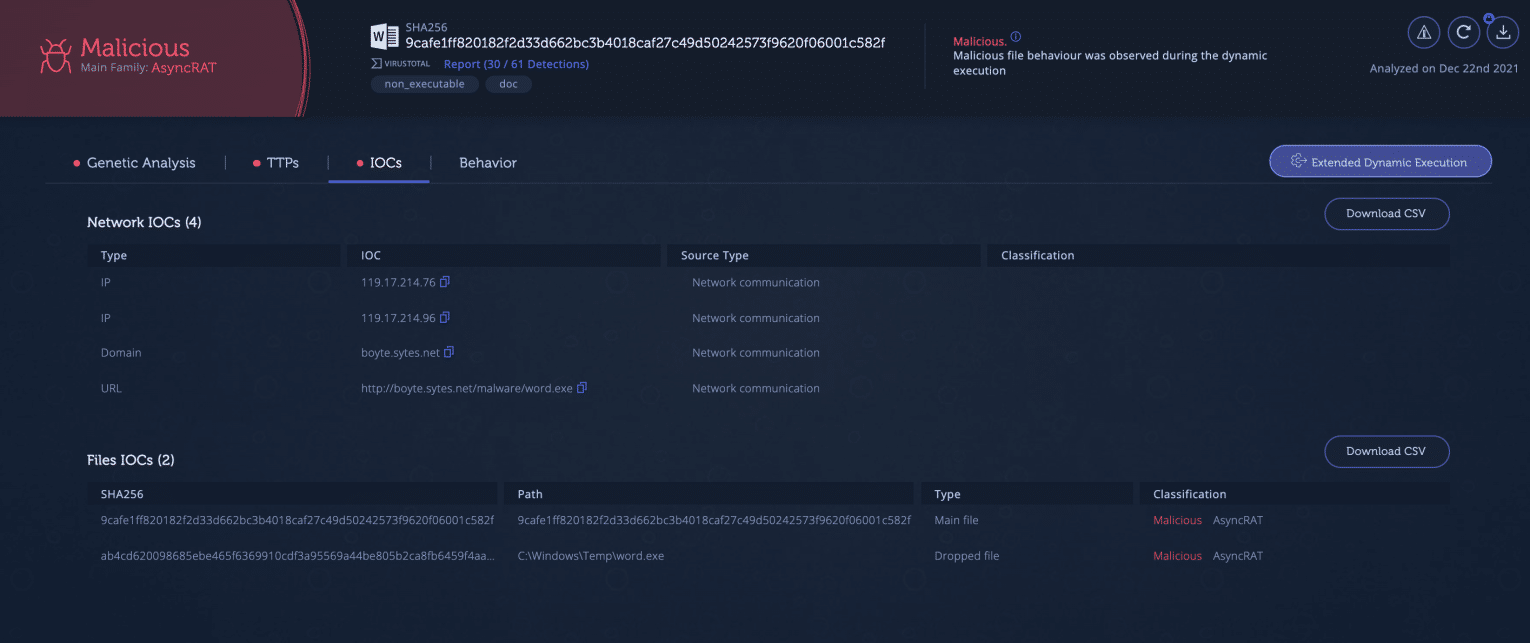 Malicious
Main Family: AsyncRAT
SHA256
9cafe1ff820182f2d33d662bc3b4018caf27c49d50242573f9620f06001c582f
VIRUSTOTAL Report (30 / 61 Detections)
non_executable doc
Malicious.
Malicious file behaviour was observed during the dynamic
execution
Analyzed on Dec 22nd 2021
Genetic Analysis TTPs IOCs Behavior
Extended Dynamic Execution
Network IOCs (4)
Download CSV
Type IOC Source Type Classification
IP 119.17.214.76 Network communication
IP 119.17.214.96 Network communication
Domain boyte.sytes.net Network communication
URL http://boyte.sytes.net/malware/word.exe Network communication
Files IOCs (2)
Download CSV
SHA256 Path Type Classification
9cafe1ff820182f2d33d662bc3b4018caf27c49d50242573f9620f06001c582f 9cafe1ff820182f2d33d662bc3b4018caf27c49d50242573f9620f06001c582f Main file Malicious AsyncRAT
ab4cd620098685ebe465f6369910cdf3a95569a44be805b2ca8fb6459f4aa... C:\Windows\Temp\word.exe Dropped file Malicious AsyncRAT